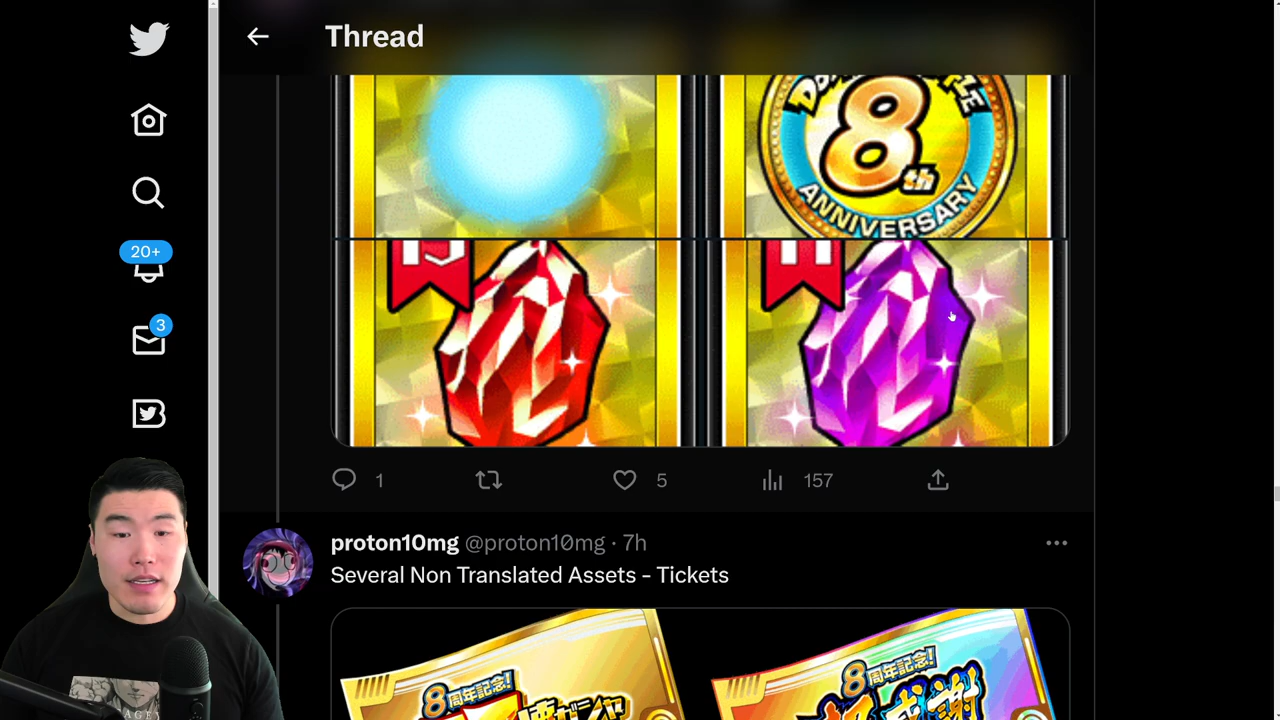 Thread
8
th
ANNIVERSARY
20+
3
1
5
157
proton10mg @proton10mg · 7h
Several Non Translated Assets - Tickets
8周年記念!
8周年記念!